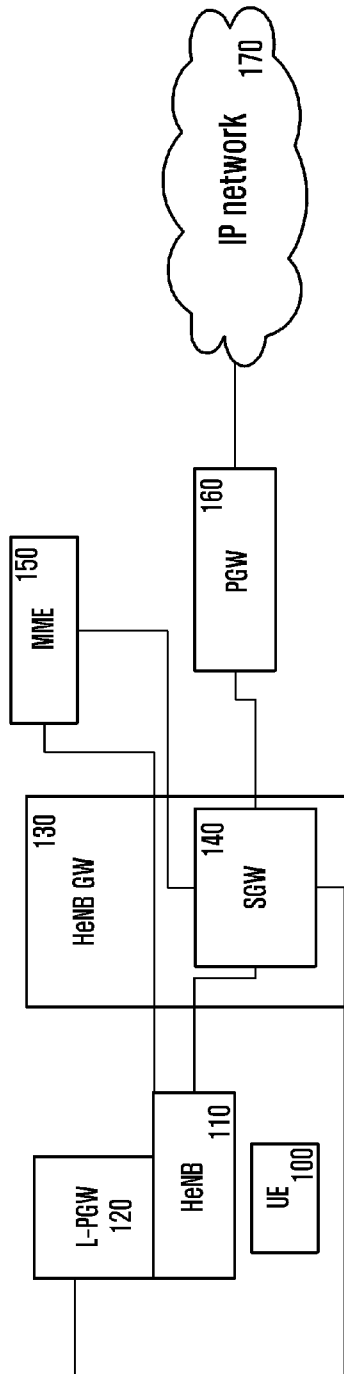 L-PGW
120
HeNB
110
UE
100
HeNB GW
130
SGW
140
MME
150
PGW
160
IP network
170